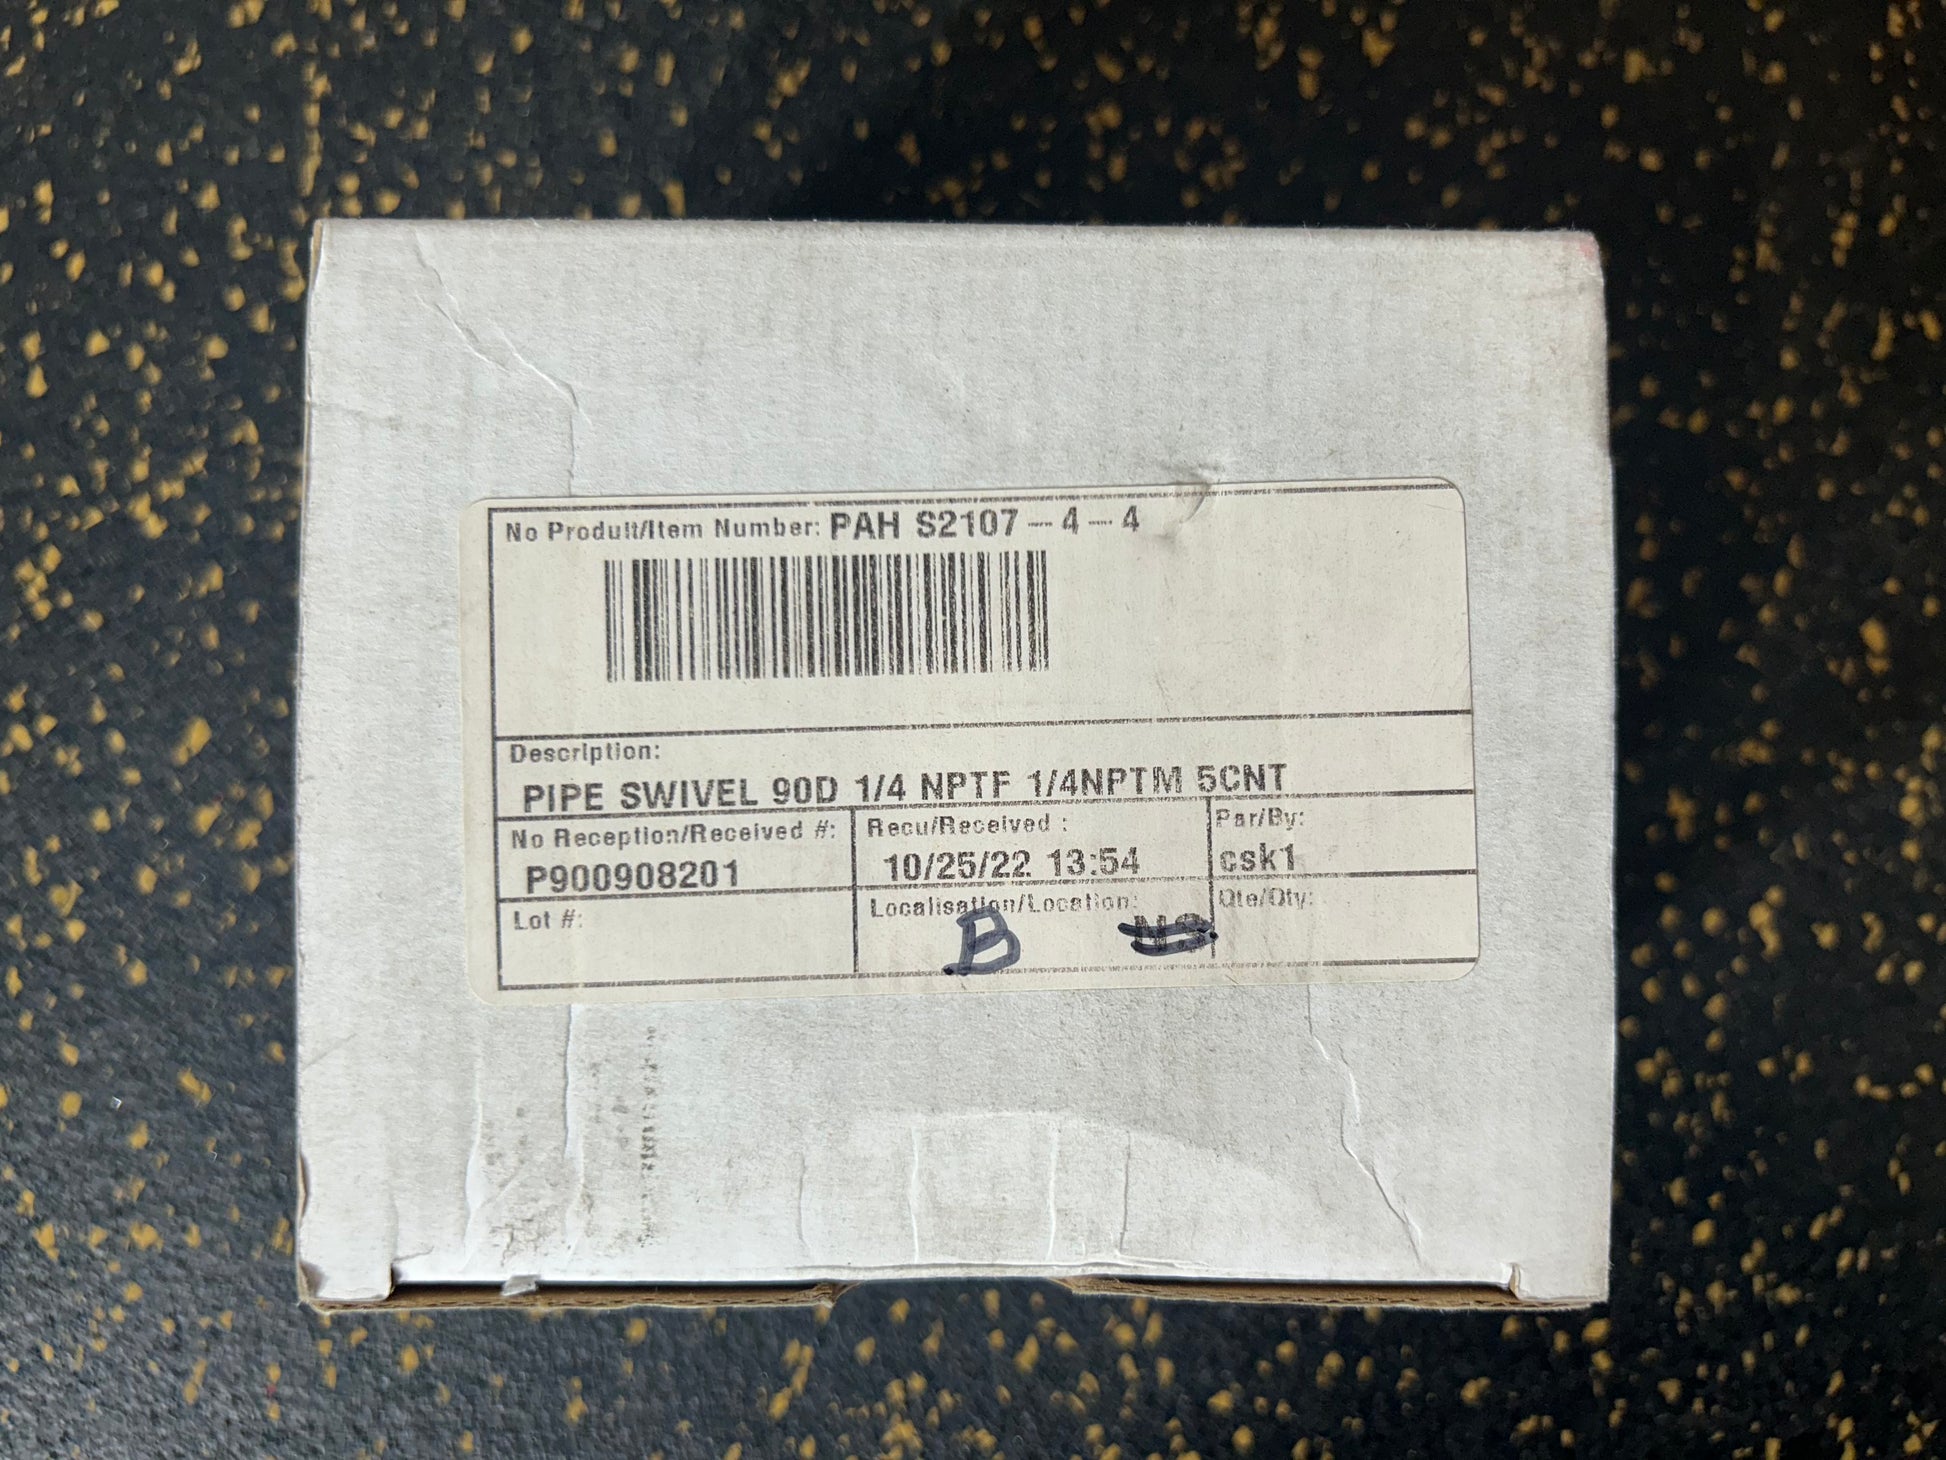 No Produit/Item Number: PAH S2107-4-4
Description:
PIPE SWIVEL 90D 1/4 NPTF 1/4NPTM 5CNT
No Reception/Received #:
P900908201
Recu/Received :
10/25/22 13:54
Par/By:
csk1
Lot #:
Localisation/Location:
B
Qte/Qty: